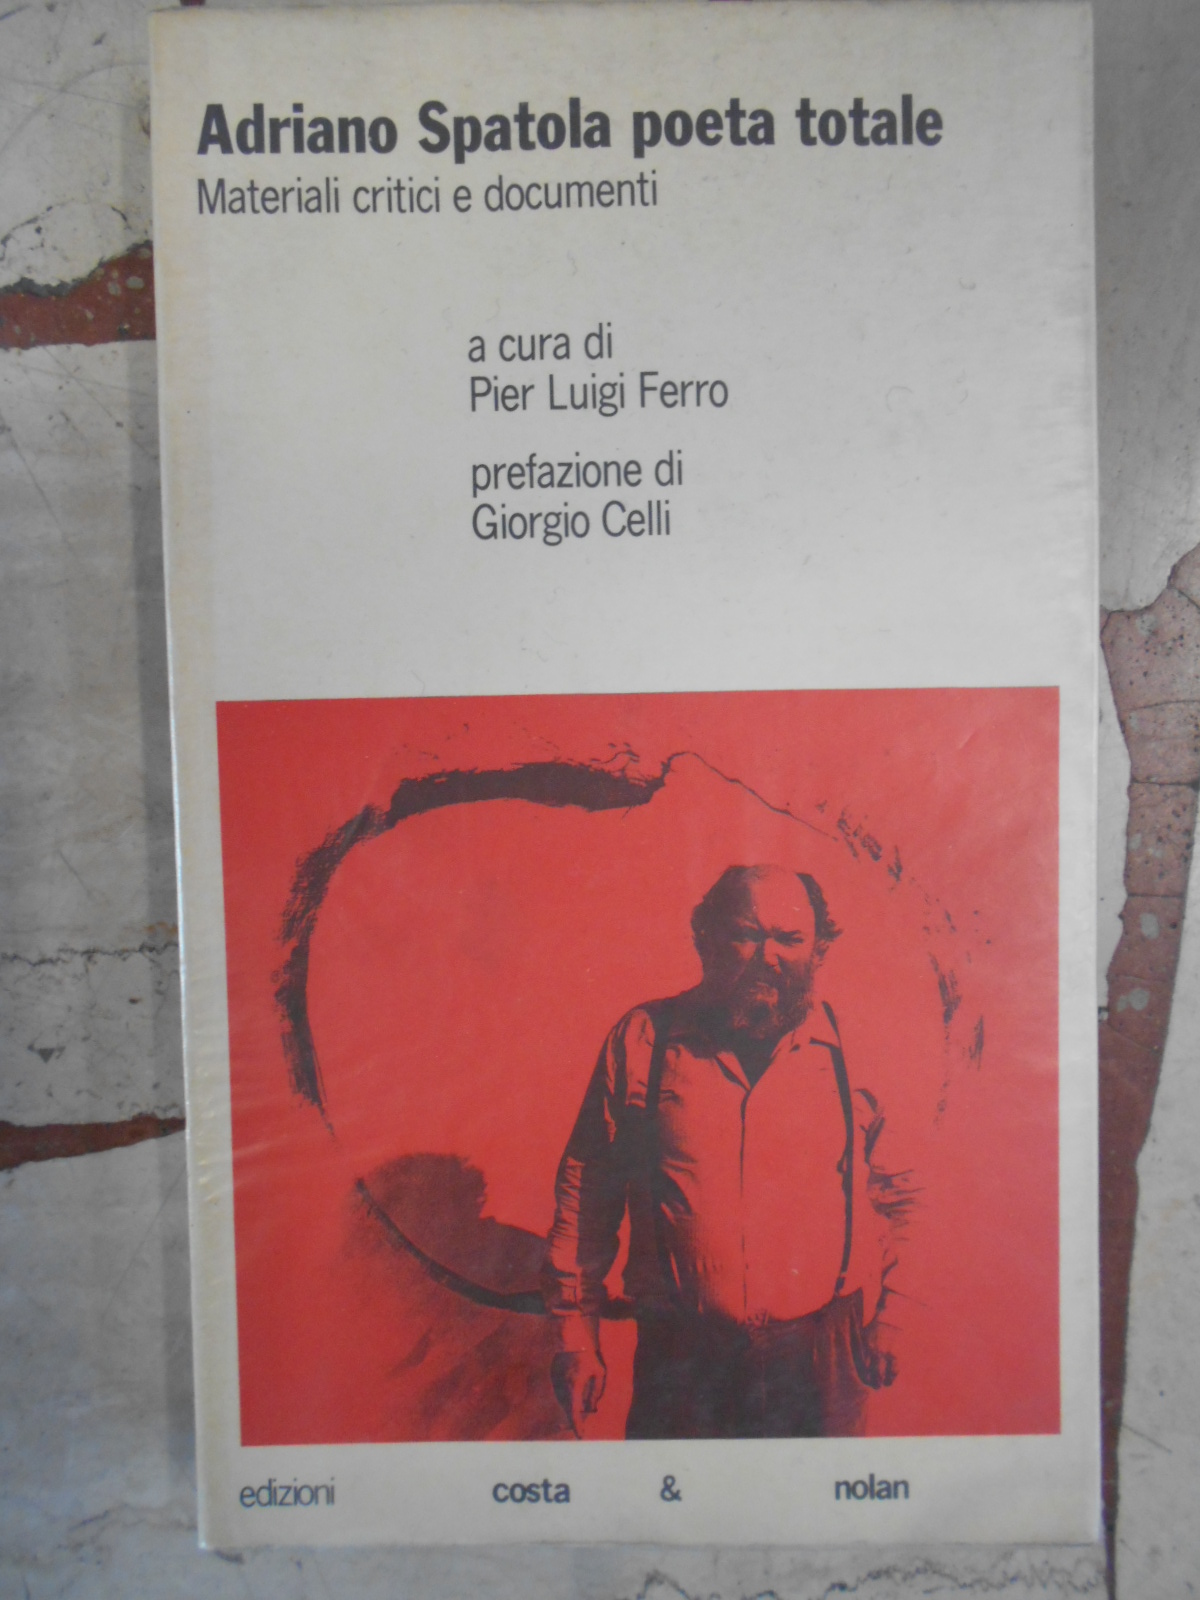 Adriano Spatola poeta totale
Materiali critici e documenti
a cura di
Pier Luigi Ferro
prefazione di
Giorgio Celli
edizioni costa & nolan